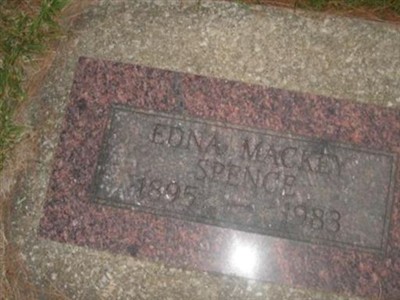 EDNA MACKEY
SPENCE
1895 - 1983